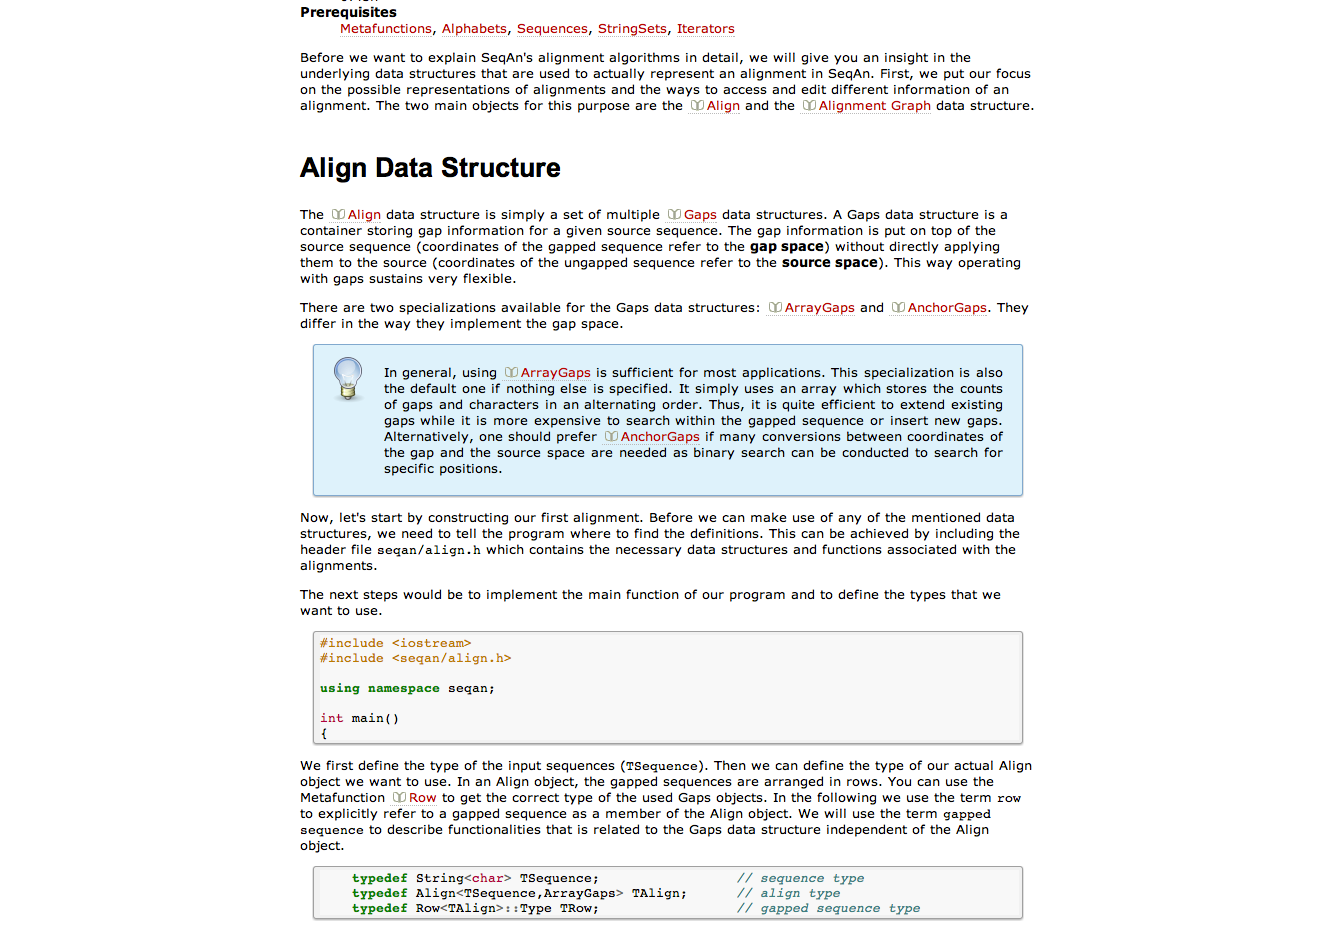 Prerequisites
Metafunctions, Alphabets, Sequences, StringSets, Iterators
Before we want to explain SeqAn's alignment algorithms in detail, we will give you an insight in the
underlying data structures that are used to actually represent an alignment in SeqAn. First, we put our focus
on the possible representations of alignments and the ways to access and edit different information of an
alignment. The two main objects for this purpose are the Align and the Alignment Graph data structure.
Align Data Structure
The Align data structure is simply a set of multiple Gaps data structures. A Gaps data structure is a
container storing gap information for a given source sequence. The gap information is put on top of the
source sequence (coordinates of the gapped sequence refer to the gap space) without directly applying
them to the source (coordinates of the ungapped sequence refer to the source space). This way operating
with gaps sustains very flexible.
There are two specializations available for the Gaps data structures: ArrayGaps and AnchorGaps. They
differ in the way they implement the gap space.
In general, using ArrayGaps is sufficient for most applications. This specialization is also
the default one if nothing else is specified. It simply uses an array which stores the counts
of gaps and characters in an alternating order. Thus, it is quite efficient to extend existing
gaps while it is more expensive to search within the gapped sequence or insert new gaps.
Alternatively, one should prefer AnchorGaps if many conversions between coordinates of
the gap and the source space are needed as binary search can be conducted to search for
specific positions.
Now, let's start by constructing our first alignment. Before we can make use of any of the mentioned data
structures, we need to tell the program where to find the definitions. This can be achieved by including the
header file seqan/align.h which contains the necessary data structures and functions associated with the
alignments.
The next steps would be to implement the main function of our program and to define the types that we
want to use.
#include <iostream>
#include <seqan/align.h>
using namespace seqan;
int main()
{
We first define the type of the input sequences (TSequence). Then we can define the type of our actual Align
object we want to use. In an Align object, the gapped sequences are arranged in rows. You can use the
Metafunction Row to get the correct type of the used Gaps objects. In the following we use the term row
to explicitly refer to a gapped sequence as a member of the Align object. We will use the term gapped
sequence to describe functionalities that is related to the Gaps data structure independent of the Align
object.
typedef String<char> TSequence; // sequence type
typedef Align<TSequence,ArrayGaps> TAlign; // align type
typedef Row<TAlign>::Type TRow; // gapped sequence type